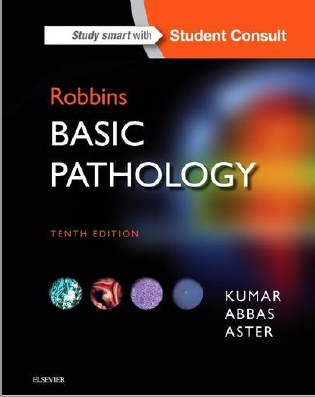 Study smart with Student Consult
Robbins
BASIC
PATHOLOGY
TENTH EDITION
KUMAR
ABBAS
ASTER
ELSEVIER